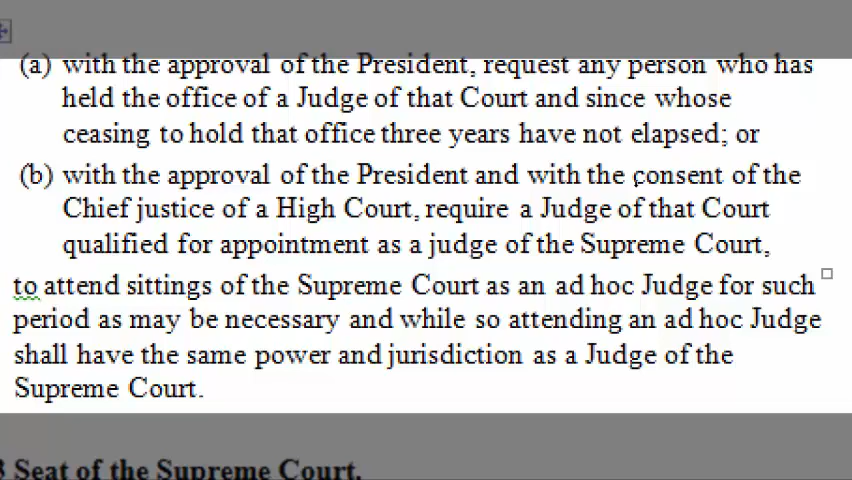 (a) with the approval of the President, request any person who has
held the office of a Judge of that Court and since whose
ceasing to hold that office three years have not elapsed; or
(b) with the approval of the President and with the consent of the
Chief justice of a High Court, require a Judge of that Court
qualified for appointment as a judge of the Supreme Court,
to attend sittings of the Supreme Court as an ad hoc Judge for such
period as may be necessary and while so attending an ad hoc Judge
shall have the same power and jurisdiction as a Judge of the
Supreme Court.
Seat of the Supreme Court.